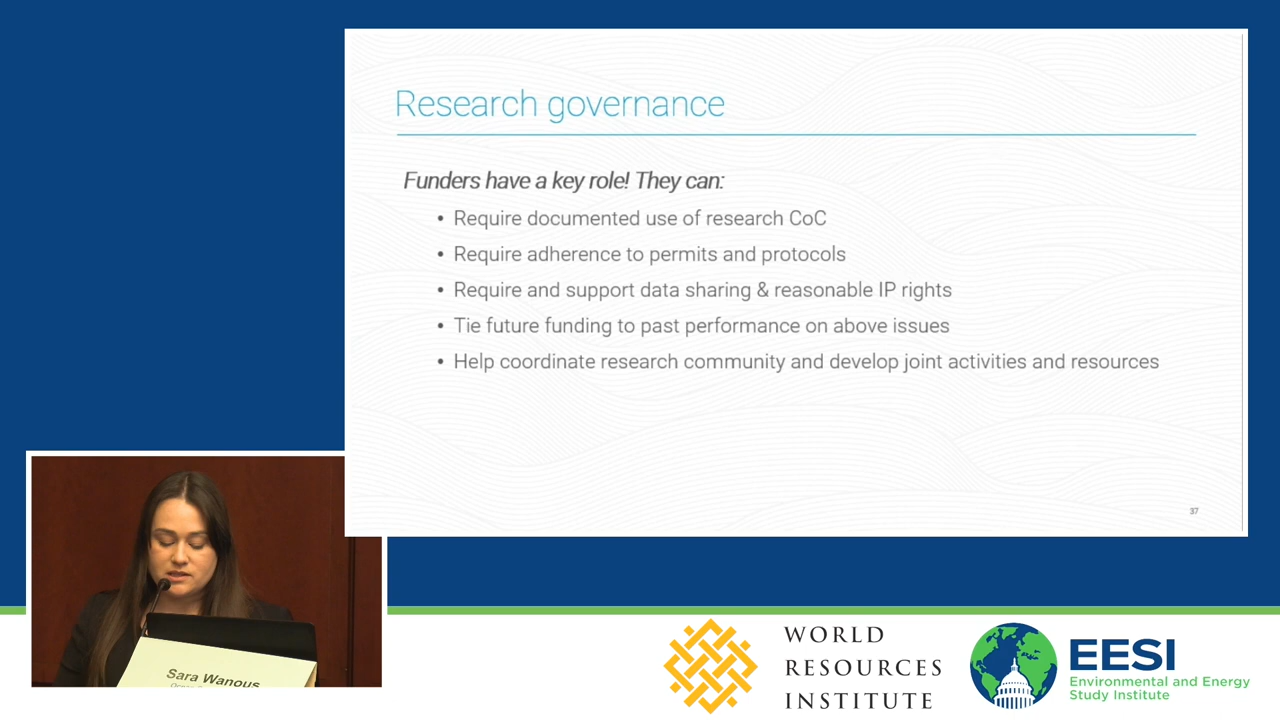 Research governance
Funders have a key role! They can:
• Require documented use of research CoC
• Require adherence to permits and protocols
• Require and support data sharing & reasonable IP rights
• Tie future funding to past performance on above issues
• Help coordinate research community and develop joint activities and resources
37
Sara Wanous
WORLD
RESOURCES
INSTITUTE
EESI
Environmental and Energy
Study Institute